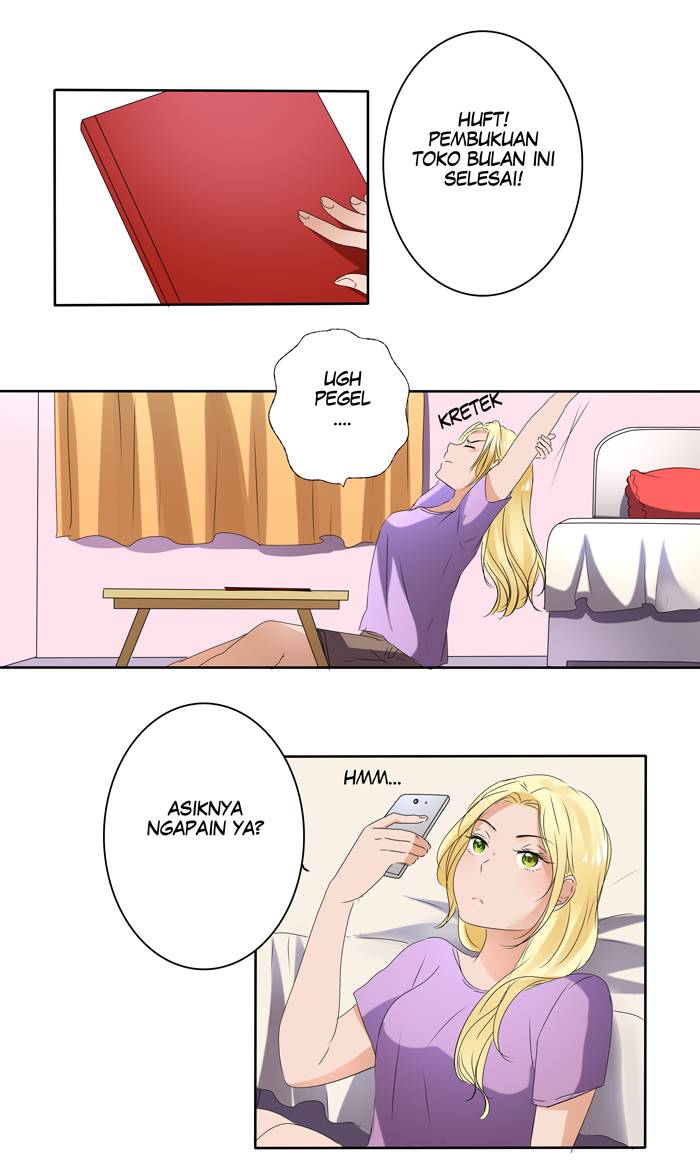 HUFT!
PEMBUKUAN
TOKO BULAN INI
SELESAI!
UGH
PEGEL
....
KRETEK
HMM...
ASIKNYA
NGAPAIN YA?